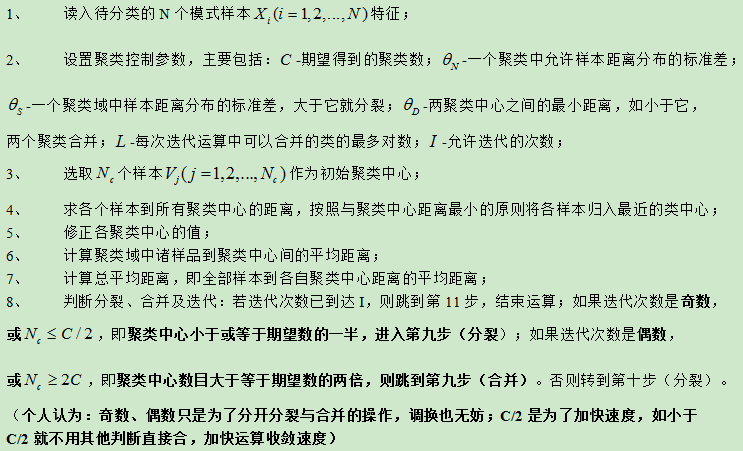 1、 读入待分类的 N 个模式样本 X_i (i = 1,2,...,N) 特征；
2、 设置聚类控制参数，主要包括：C -期望得到的聚类数；θ_N -一个聚类中允许样本距离分布的标准差；
θ_S -一个聚类域中样本距离分布的标准差，大于它就分裂；θ_D -两聚类中心之间的最小距离，如小于它，
两个聚类合并；L -每次迭代运算中可以合并的类的最多对数；I -允许迭代的次数；
3、 选取 N_c 个样本 V_j (j = 1,2,...,N_c) 作为初始聚类中心；
4、 求各个样本到所有聚类中心的距离，按照与聚类中心距离最小的原则将各样本归入最近的类中心；
5、 修正各聚类中心的值；
6、 计算聚类域中诸样品到聚类中心间的平均距离；
7、 计算总平均距离，即全部样本到各自聚类中心距离的平均距离；
8、 判断分裂、合并及迭代：若迭代次数已到达 I，则跳到第 11 步，结束运算；如果迭代次数是奇数，
或 N_c ≤ C / 2，即聚类中心小于或等于期望数的一半，进入第九步（分裂）；如果迭代次数是偶数，
或 N_c ≥ 2C，即聚类中心数目大于等于期望数的两倍，则跳到第九步（合并）。否则转到第十步（分裂）。
（个人认为：奇数、偶数只是为了分开分裂与合并的操作，调换也无妨；C/2 是为了加快速度，如小于
C/2 就不用其他判断直接合，加快运算收敛速度）